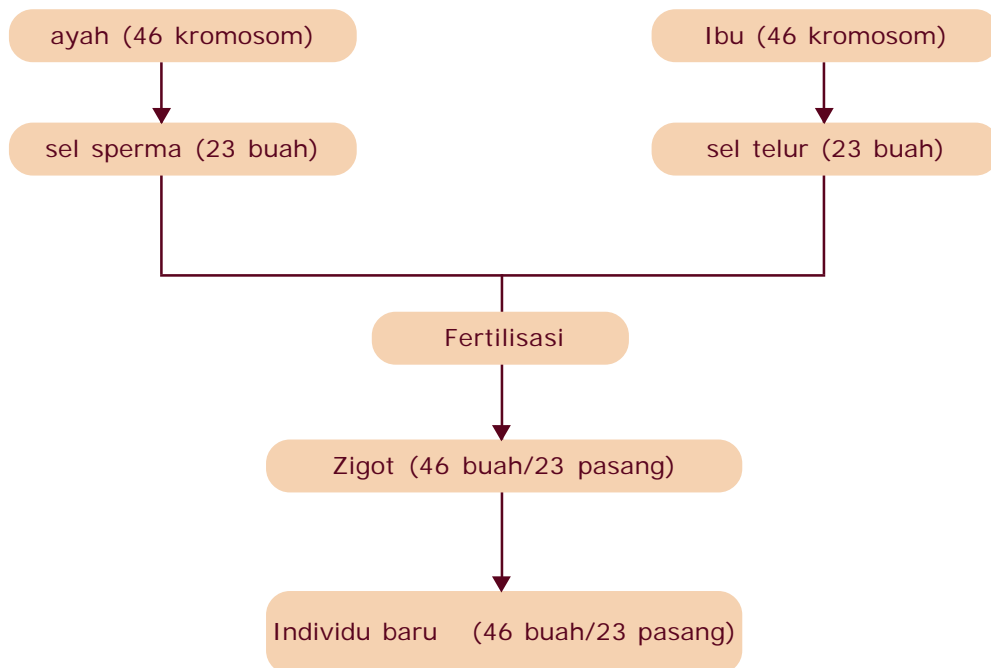 ayah (46 kromosom)
Ibu (46 kromosom)
sel sperma (23 buah)
sel telur (23 buah)
Fertilisasi
Zigot (46 buah/23 pasang)
Individu baru (46 buah/23 pasang)